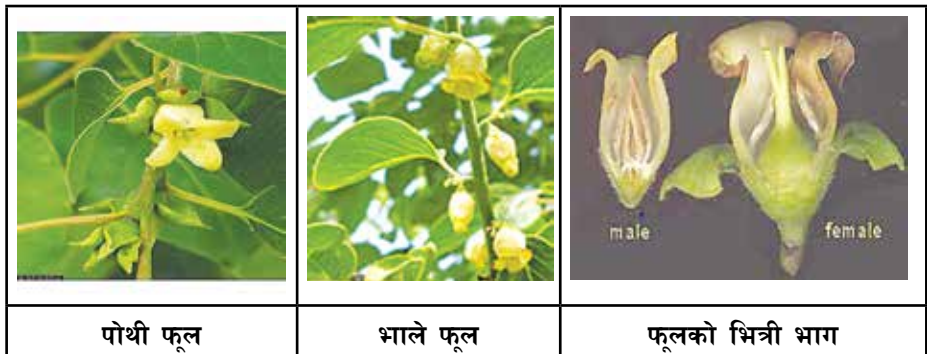 male
female
पोथी फूल
भाले फूल
फूलको भित्री भाग